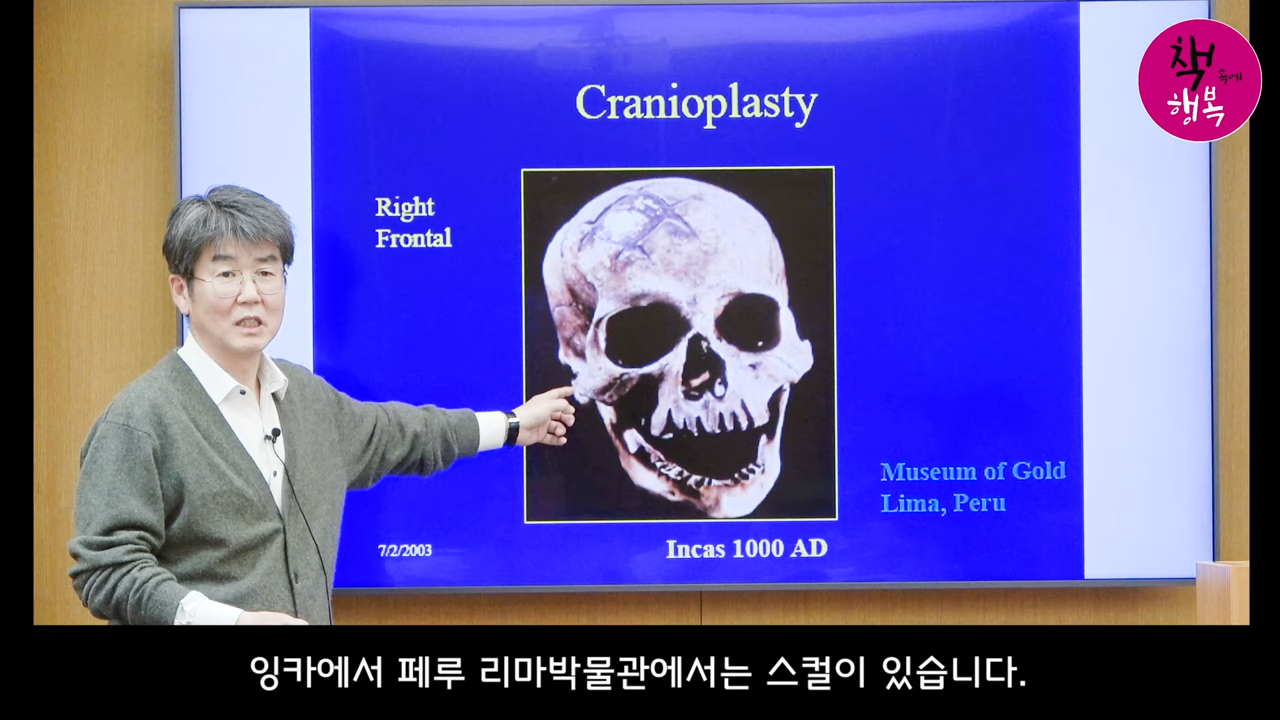 책
속에
행복
Cranioplasty
Right
Frontal
Museum of Gold
Lima, Peru
7/2/2003
Incas 1000 AD
잉카에서 페루 리마박물관에서는 스컬이 있습니다.